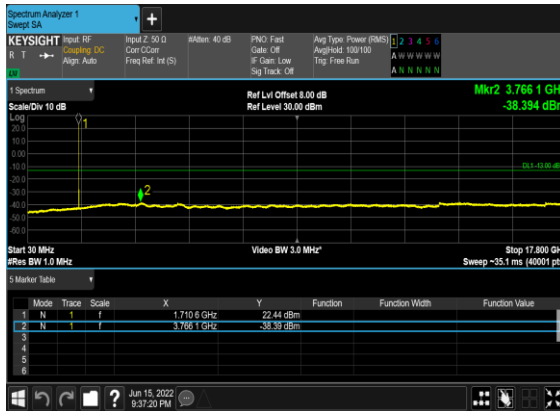 Spectrum Analyzer 1
Swept SA
+
KEYSIGHT Input: RF Input Z: 50 Ω #Atten: 40 dB PNO: Fast Avg Type: Power (RMS) 1 2 3 4 5 6
R T Coupling: DC Corr CCorr Gate: Off Avg|Hold: 100/100 A W W W W W
Align: Auto Freq Ref: Int (S) IF Gain: Low Trig: Free Run
LXI Sig Track: Off A N N N N N
1 Spectrum Ref Lvl Offset 8.00 dB Mkr2 3.766 1 GHz
Scale/Div 10 dB Ref Level 30.00 dBm -38.394 dBm
Log
1
20.0
10.0
0.00
-10.0
DL1 -13.00 dB
-20.0
-30.0
2
-40.0
-50.0
-60.0
Start 30 MHz Video BW 3.0 MHz* Stop 17.800 GHz
#Res BW 1.0 MHz Sweep ~35.1 ms (40001 pts
5 Marker Table
Mode Trace Scale X Y Function Function Width Function Value
1 N 1 f 1.710 6 GHz 22.44 dBm
2 N 1 f 3.766 1 GHz -38.39 dBm
3
4
5
6
? Jun 15, 2022
9:37:20 PM